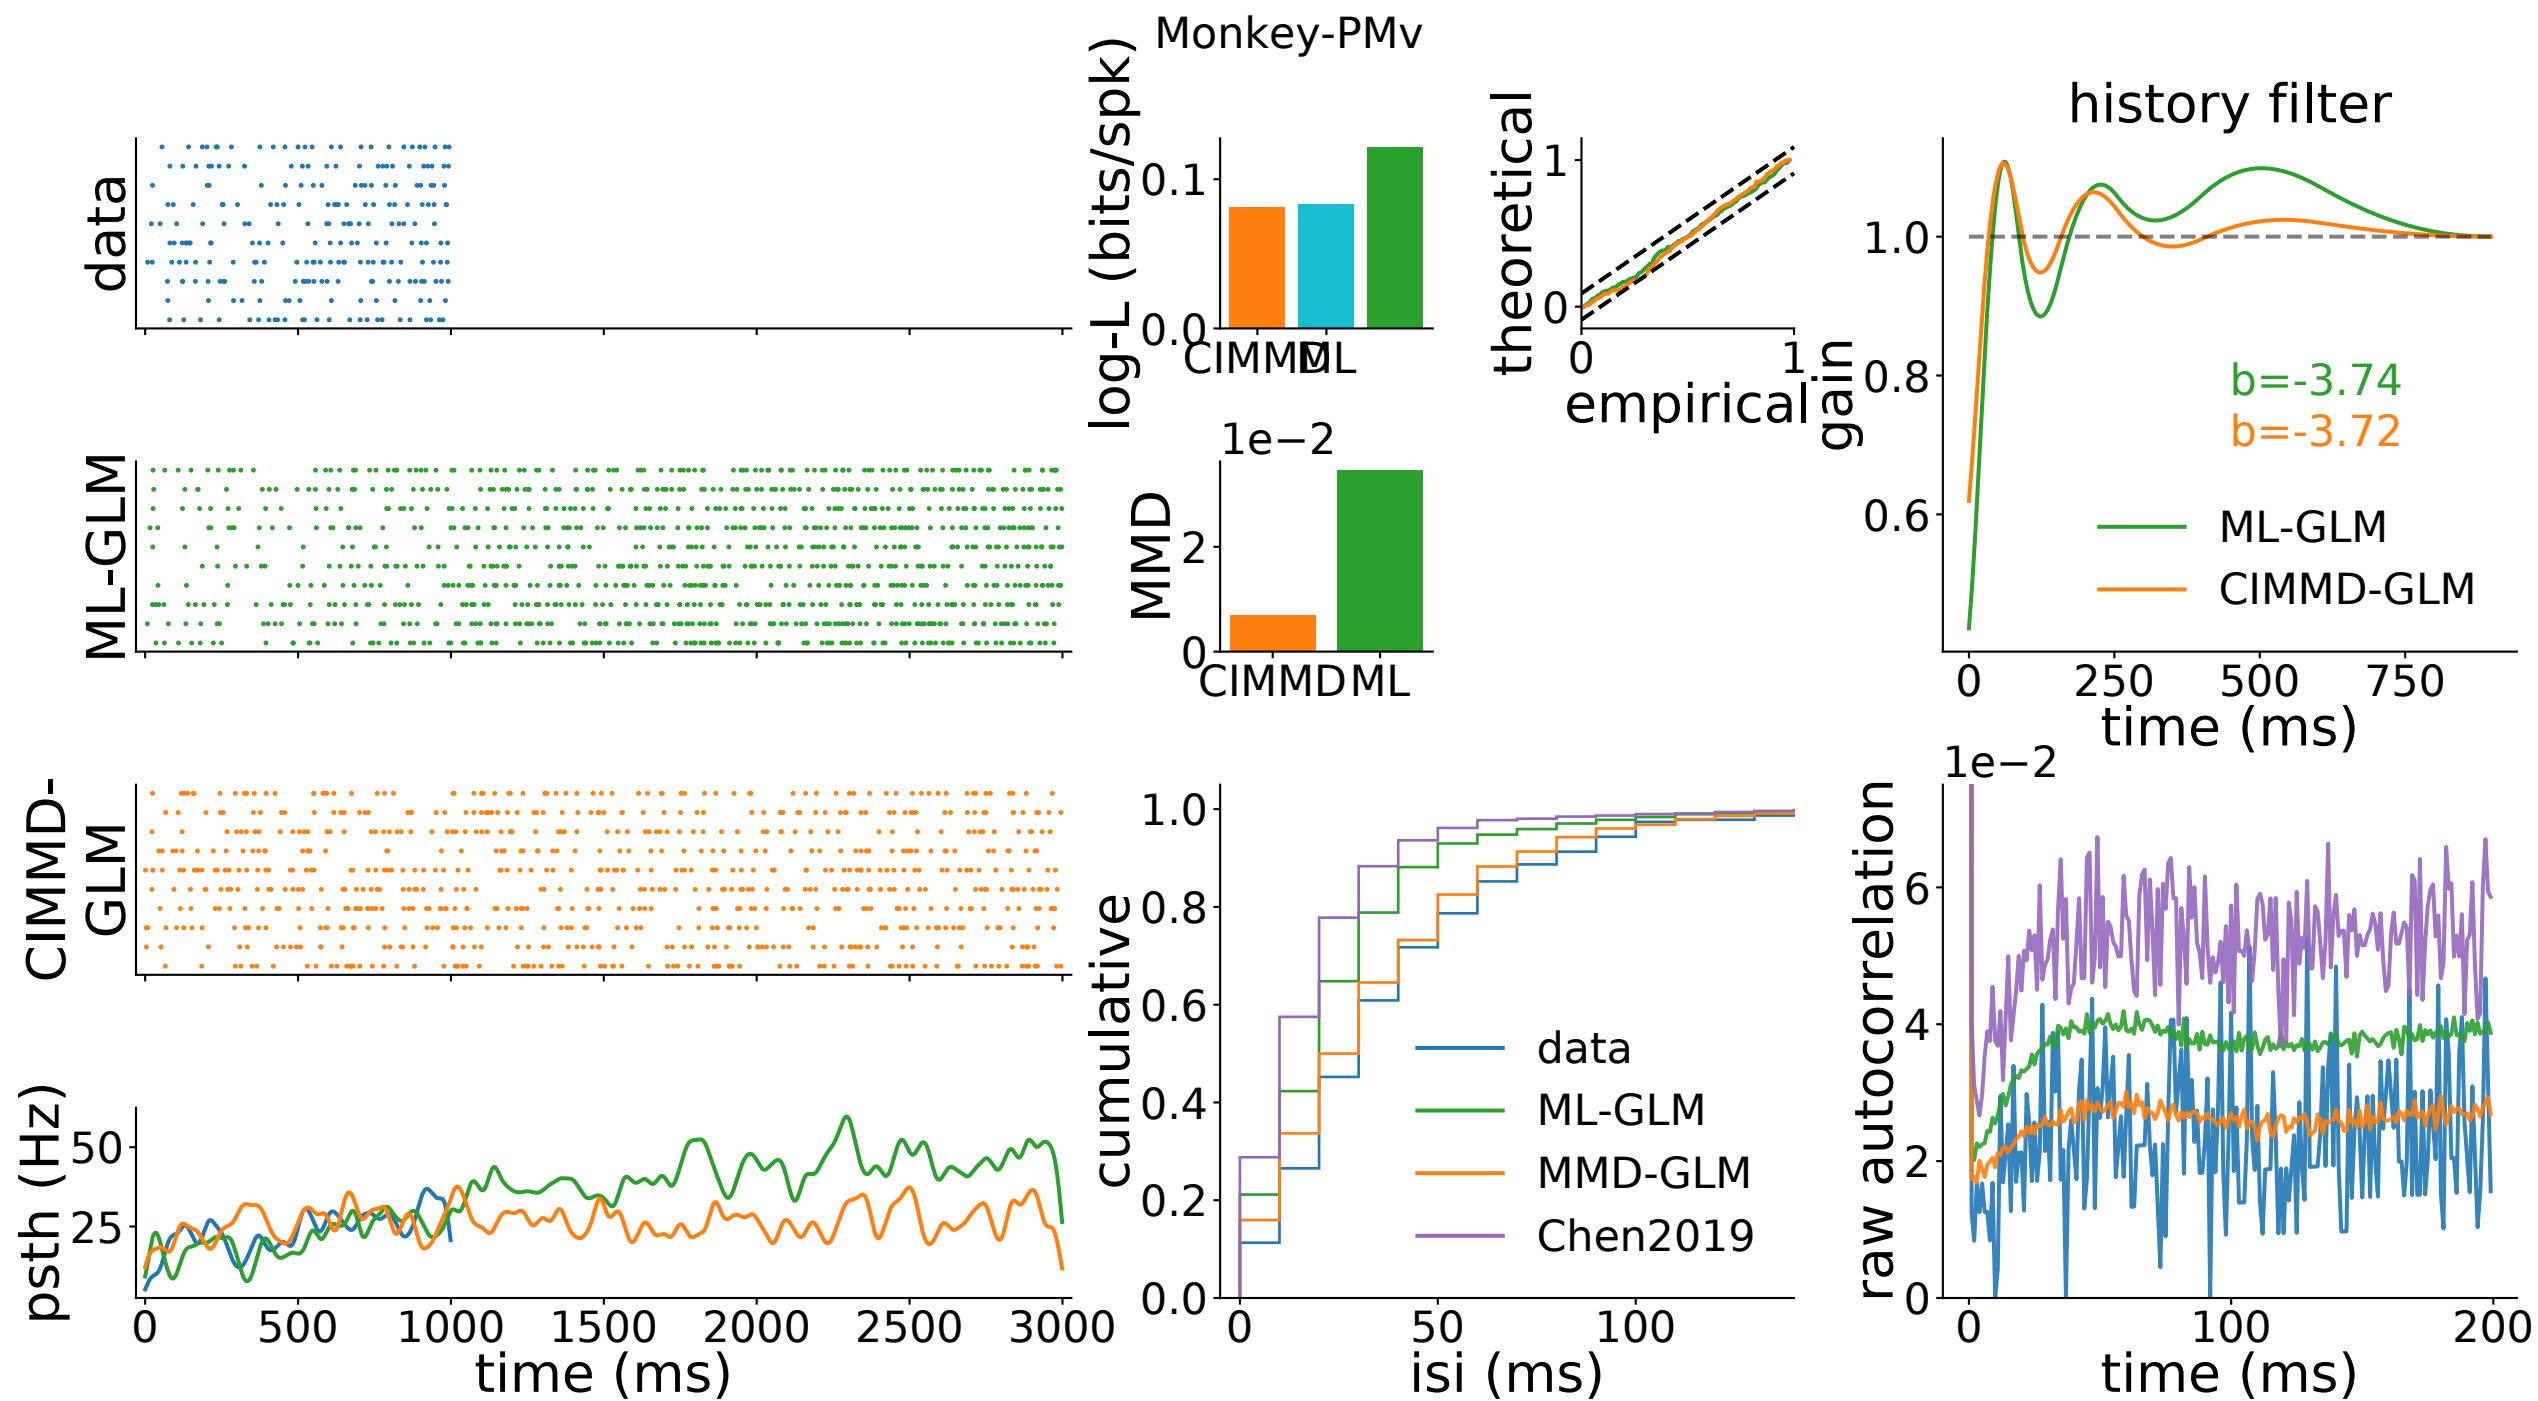 Monkey-PMv
data
log-L (bits/spk)
0.1
0.0
CIMMD
ML
theoretical
1
0
0
1
empirical
history filter
gain
1.0
0.8
0.6
b=-3.74
b=-3.72
ML-GLM
CIMMD-GLM
0
250
500
750
time (ms)
ML-GLM
1e−2
MMD
2
0
CIMMD
ML
CIMMD-
GLM
psth (Hz)
50
25
0
500
1000
1500
2000
2500
3000
time (ms)
cumulative
1.0
0.8
0.6
0.4
0.2
0.0
data
ML-GLM
MMD-GLM
Chen2019
0
50
100
isi (ms)
1e−2
raw autocorrelation
6
4
2
0
0
100
200
time (ms)